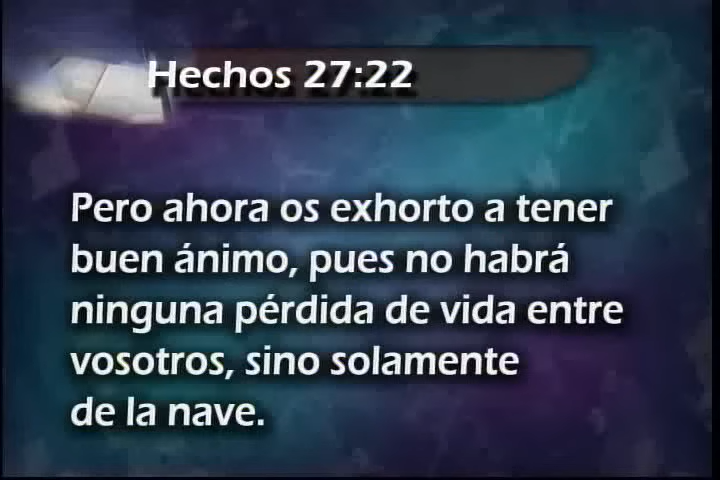 Hechos 27:22
Pero ahora os exhorto a tener
buen ánimo, pues no habrá
ninguna pérdida de vida entre
vosotros, sino solamente
de la nave.